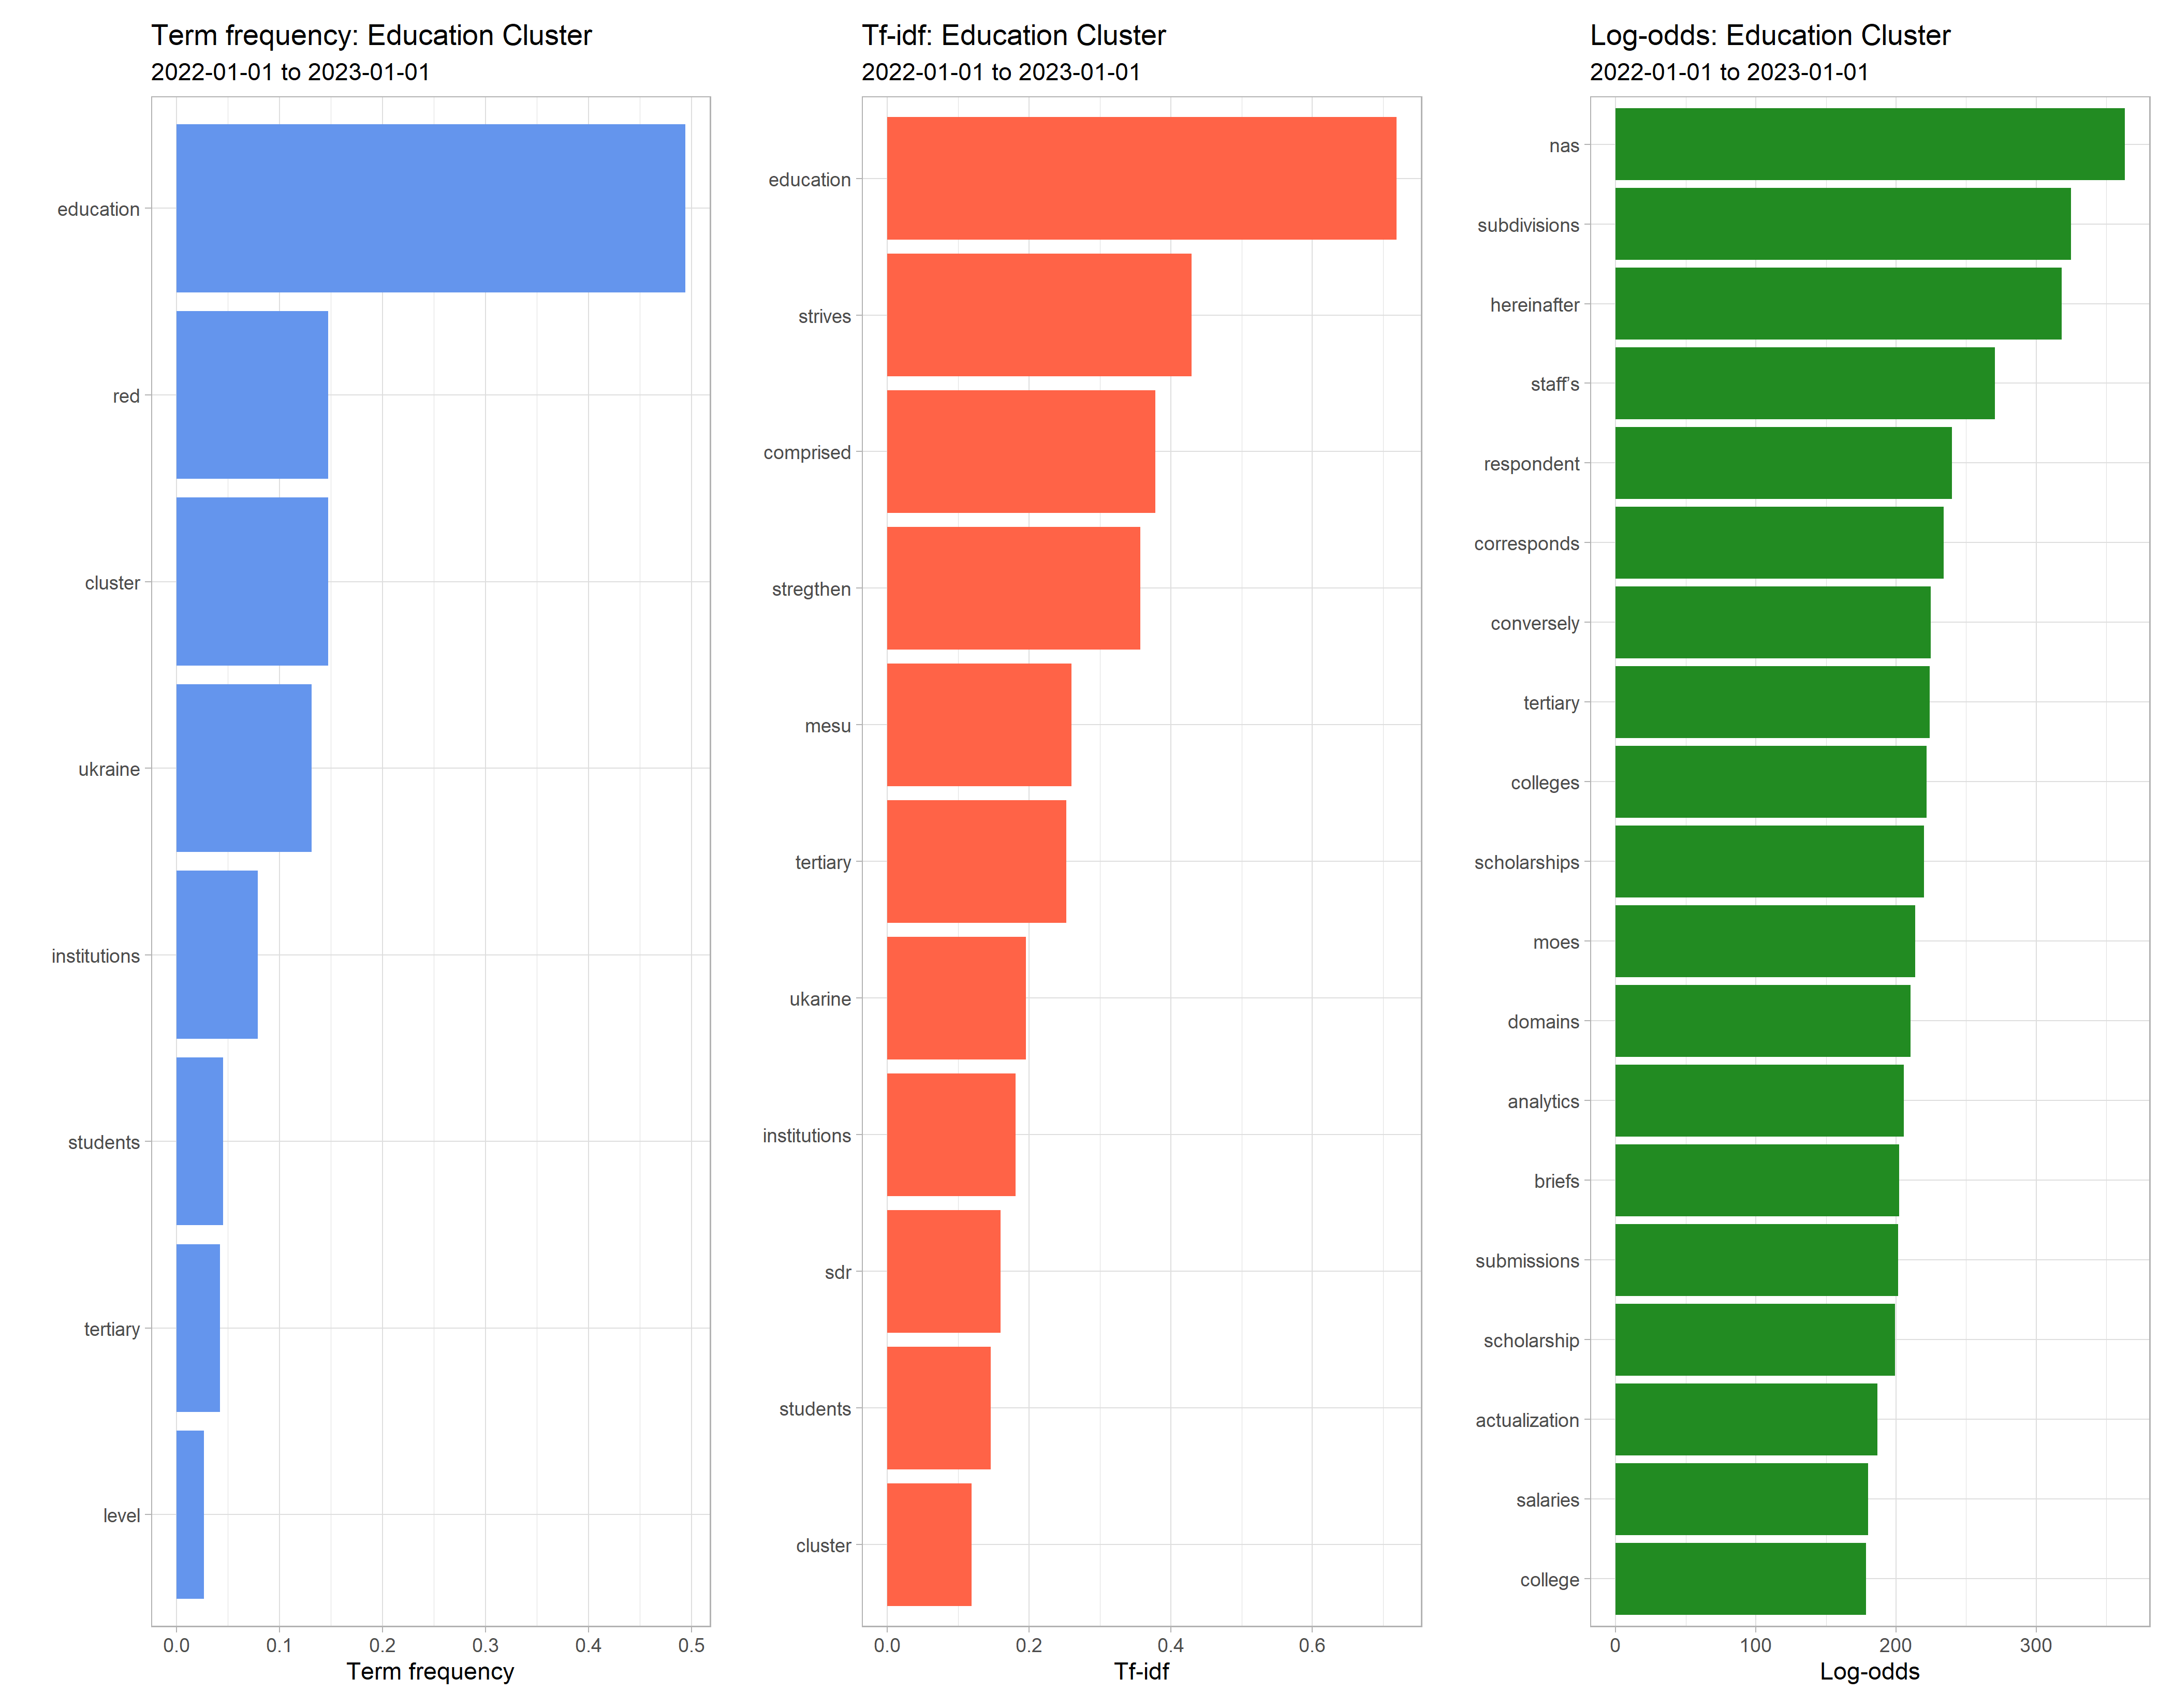 Term frequency: Education Cluster
2022-01-01 to 2023-01-01
education
red
cluster
ukraine
institutions
students
tertiary
level
0.0 0.1 0.2 0.3 0.4 0.5
Term frequency
Tf-idf: Education Cluster
2022-01-01 to 2023-01-01
education
strives
comprised
stregthen
mesu
tertiary
ukarine
institutions
sdr
students
cluster
0.0 0.2 0.4 0.6
Tf-idf
Log-odds: Education Cluster
2022-01-01 to 2023-01-01
nas
subdivisions
hereinafter
staff's
respondent
corresponds
conversely
tertiary
colleges
scholarships
moes
domains
analytics
briefs
submissions
scholarship
actualization
salaries
college
0 100 200 300
Log-odds